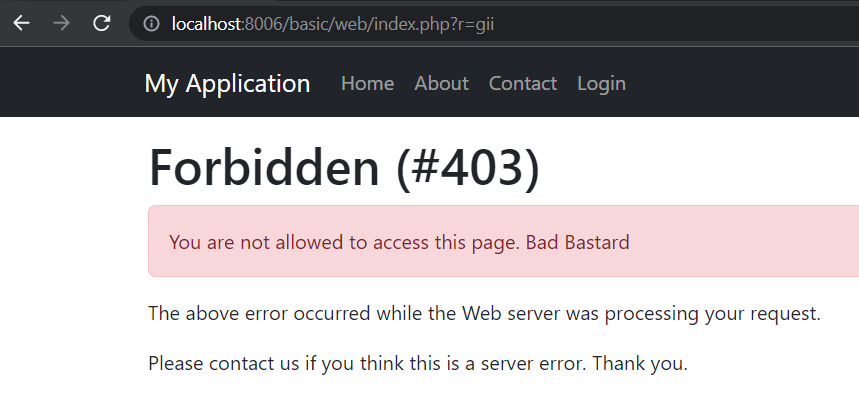 localhost:8006/basic/web/index.php?r=gii
My Application Home About Contact Login
Forbidden (#403)
You are not allowed to access this page. Bad Bastard
The above error occurred while the Web server was processing your request.
Please contact us if you think this is a server error. Thank you.